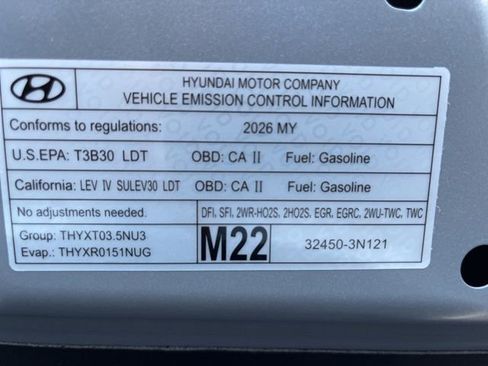 HYUNDAI MOTOR COMPANY
VEHICLE EMISSION CONTROL INFORMATION
Conforms to regulations: 2026 MY
U.S.EPA: T3B30 LDT OBD: CA II Fuel: Gasoline
California: LEV IV SULEV30 LDT OBD: CA II Fuel: Gasoline
No adjustments needed. DFI, SFI, 2WR-HO2S, 2HO2S, EGR, EGRC, 2WU-TWC, TWC
Group: THYXT03.5NU3
Evap.: THYXR0151NUG
M22
32450-3N121